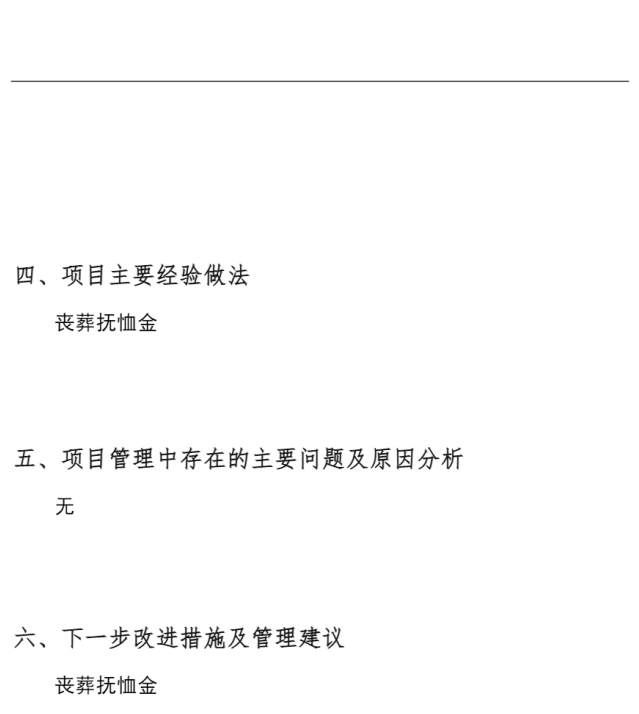 四、项目主要经验做法
丧葬抚恤金
五、项目管理中存在的主要问题及原因分析
无
六、下一步改进措施及管理建议
丧葬抚恤金